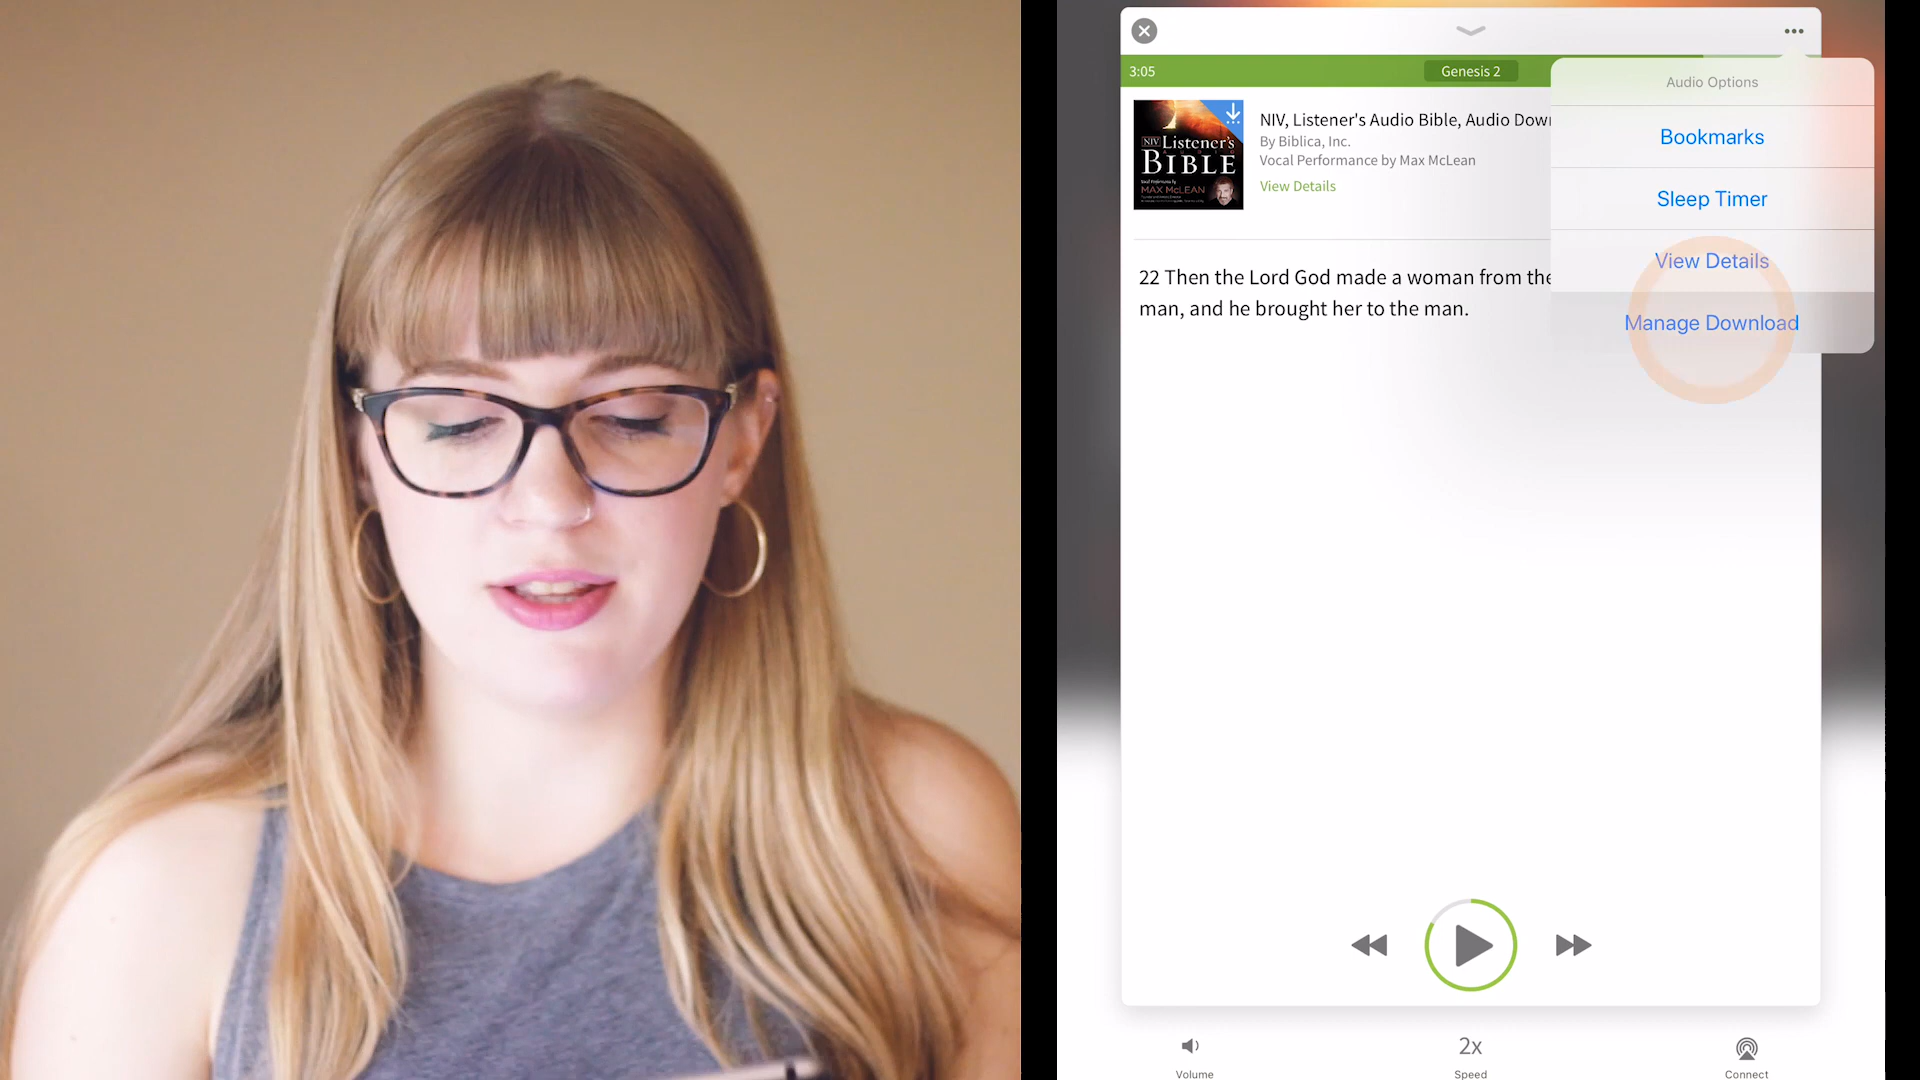 3:05
Genesis 2
Audio Options
Bookmarks
Sleep Timer
View Details
Manage Download
NIV Listener's
BIBLE
MAX McLEAN
NIV, Listener's Audio Bible, Audio Dow
By Biblica, Inc.
Vocal Performance by Max McLean
View Details
22 Then the Lord God made a woman from the
man, and he brought her to the man.
2x
Volume
Speed
Connect